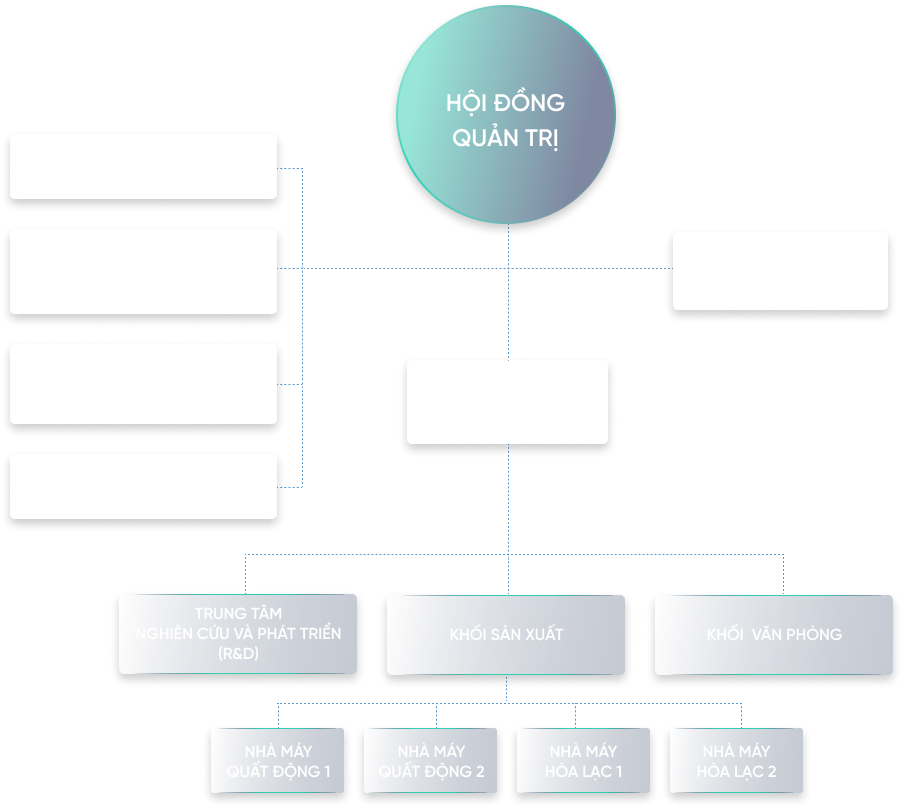 HỘI ĐỒNG
QUẢN TRỊ
TRUNG TÂM
NGHIÊN CỨU VÀ PHÁT TRIỂN
(R&D)
KHỐI SẢN XUẤT
KHỐI VĂN PHÒNG
NHÀ MÁY
QUẤT ĐỘNG 1
NHÀ MÁY
QUẤT ĐỘNG 2
NHÀ MÁY
HÒA LẠC 1
NHÀ MÁY
HÒA LẠC 2